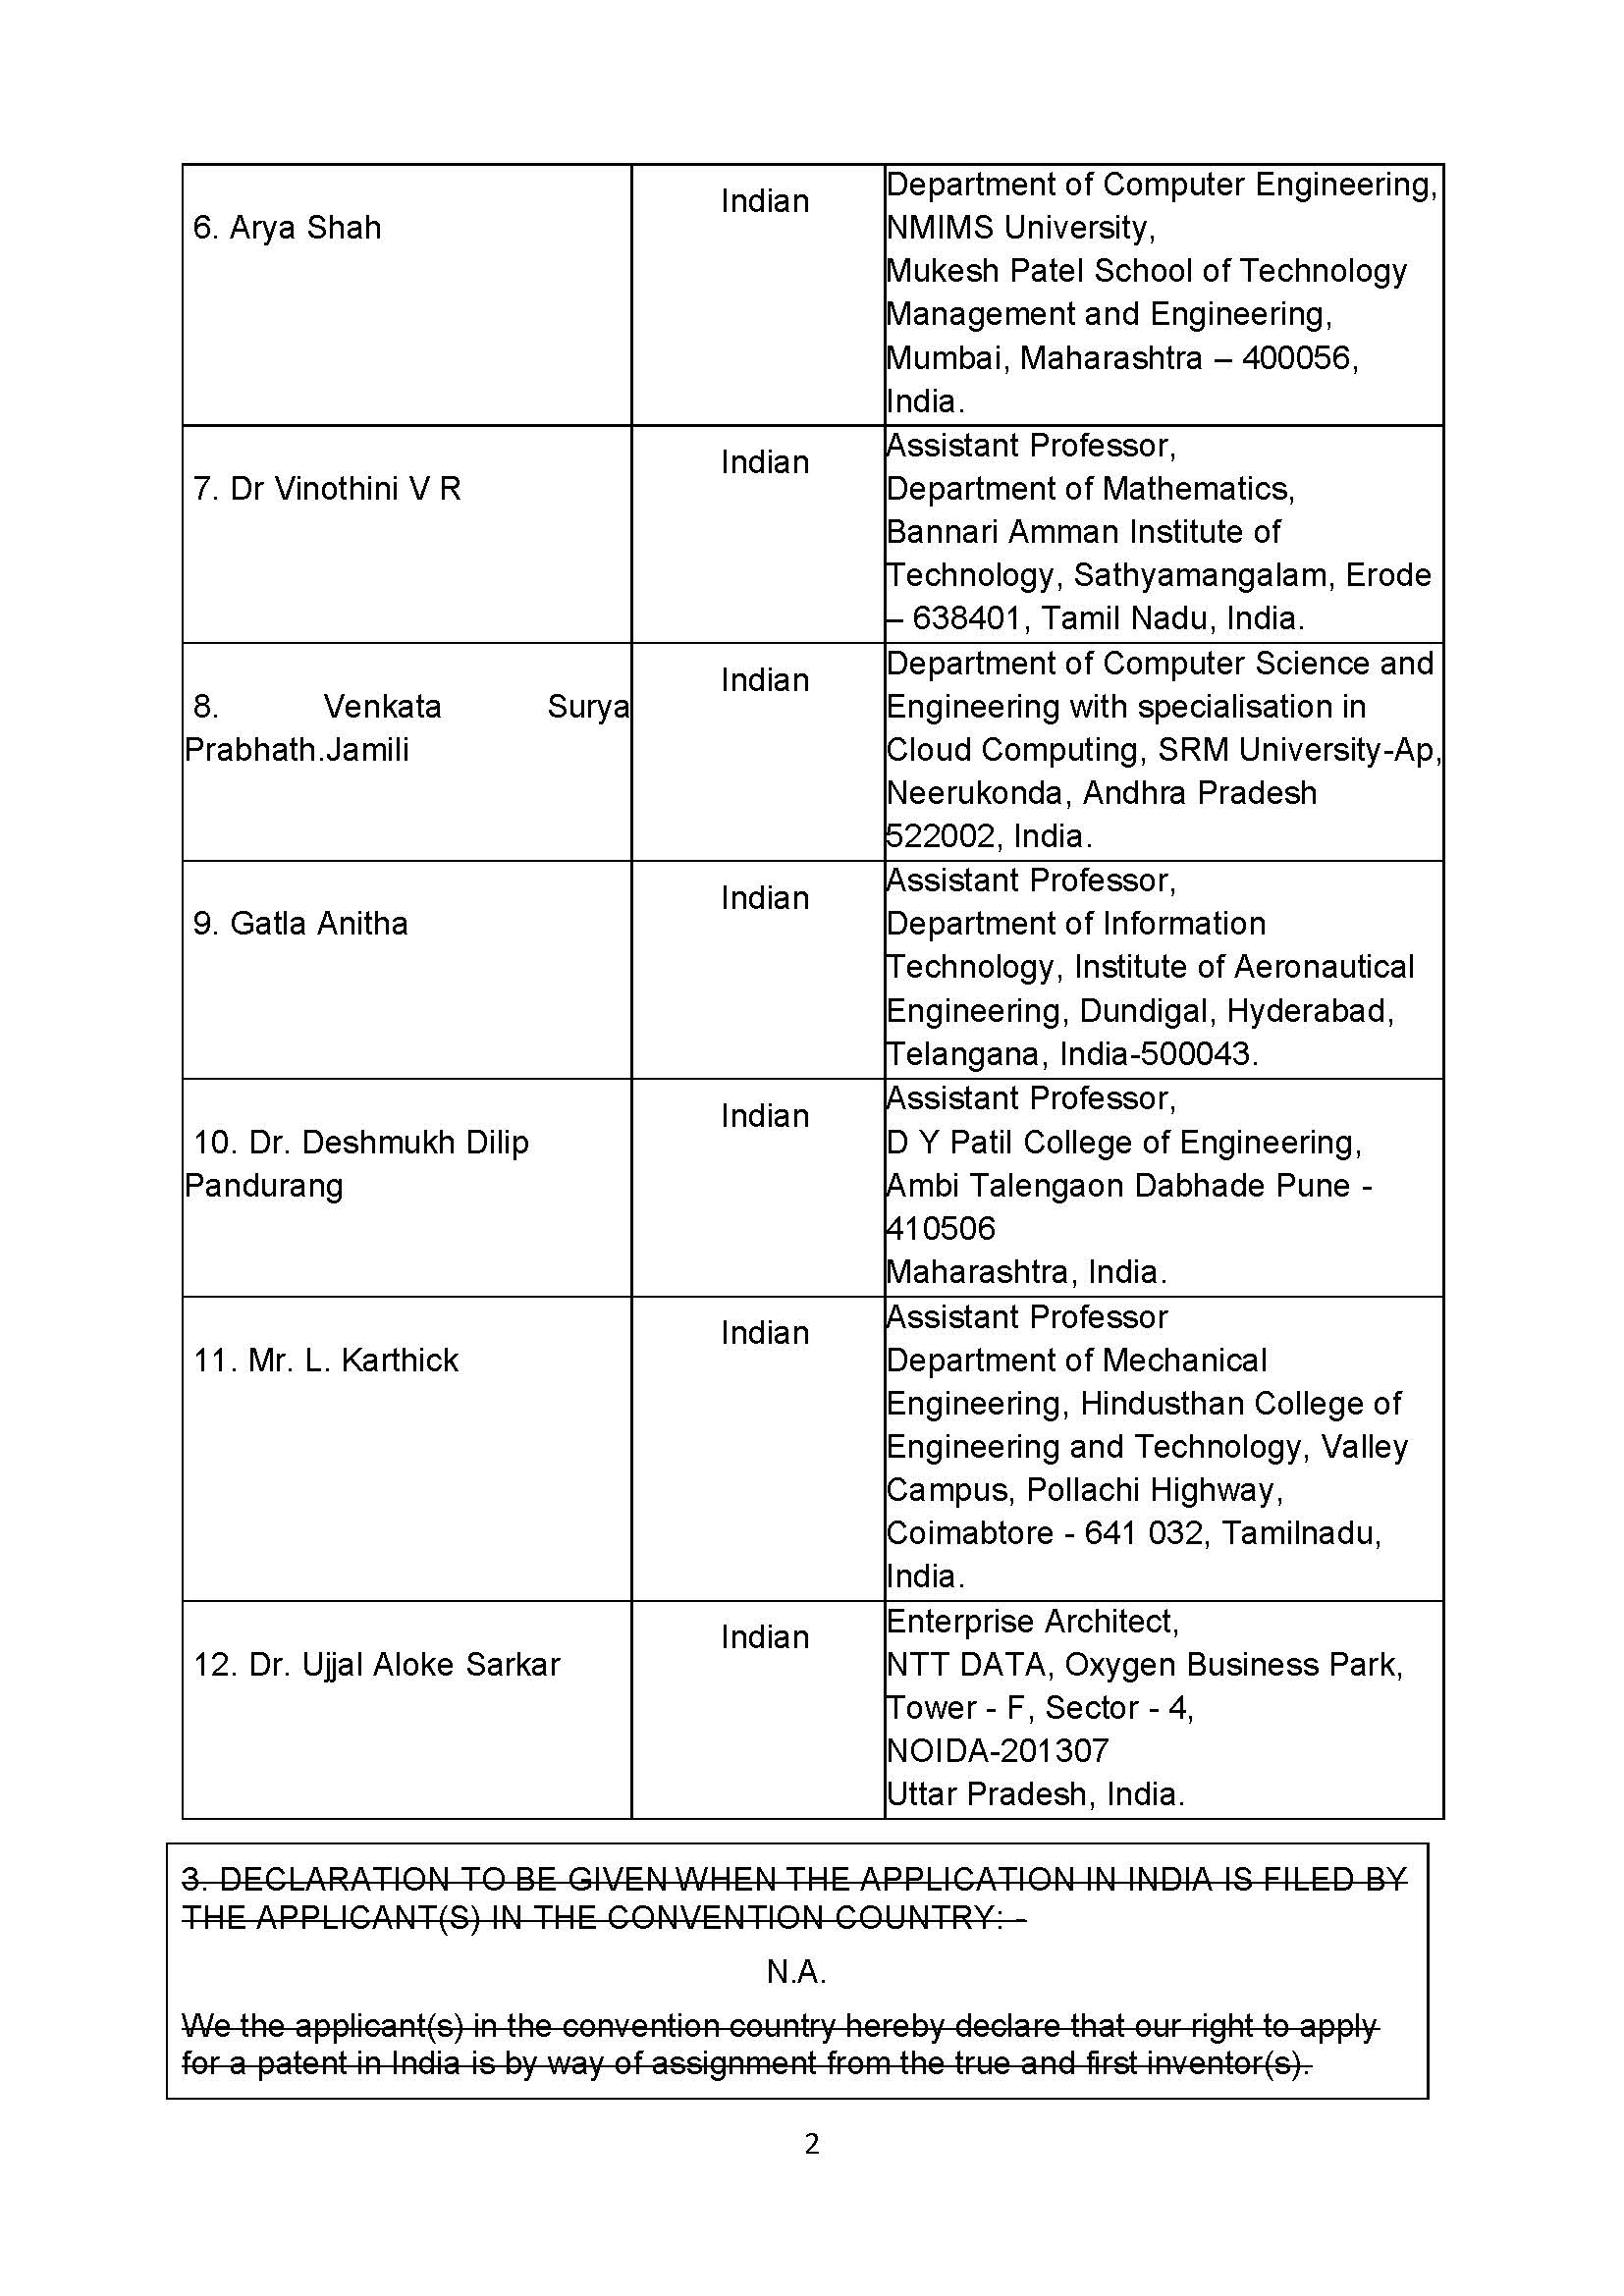 6. Arya Shah
Indian
Department of Computer Engineering,
NMIMS University,
Mukesh Patel School of Technology
Management and Engineering,
Mumbai, Maharashtra – 400056,
India.
7. Dr Vinothini V R
Indian
Assistant Professor,
Department of Mathematics,
Bannari Amman Institute of
Technology, Sathyamangalam, Erode
– 638401, Tamil Nadu, India.
8. Venkata Surya
Prabhath.Jamili
Indian
Department of Computer Science and
Engineering with specialisation in
Cloud Computing, SRM University-Ap,
Neerukonda, Andhra Pradesh
522002, India.
9. Gatla Anitha
Indian
Assistant Professor,
Department of Information
Technology, Institute of Aeronautical
Engineering, Dundigal, Hyderabad,
Telangana, India-500043.
10. Dr. Deshmukh Dilip
Pandurang
Indian
Assistant Professor,
D Y Patil College of Engineering,
Ambi Talengaon Dabhade Pune -
410506
Maharashtra, India.
11. Mr. L. Karthick
Indian
Assistant Professor
Department of Mechanical
Engineering, Hindusthan College of
Engineering and Technology, Valley
Campus, Pollachi Highway,
Coimabtore - 641 032, Tamilnadu,
India.
12. Dr. Ujjal Aloke Sarkar
Indian
Enterprise Architect,
NTT DATA, Oxygen Business Park,
Tower - F, Sector - 4,
NOIDA-201307
Uttar Pradesh, India.
3. DECLARATION TO BE GIVEN WHEN THE APPLICATION IN INDIA IS FILED BY
THE APPLICANT(S) IN THE CONVENTION COUNTRY: -
N.A.
We the applicant(s) in the convention country hereby declare that our right to apply
for a patent in India is by way of assignment from the true and first inventor(s).
2